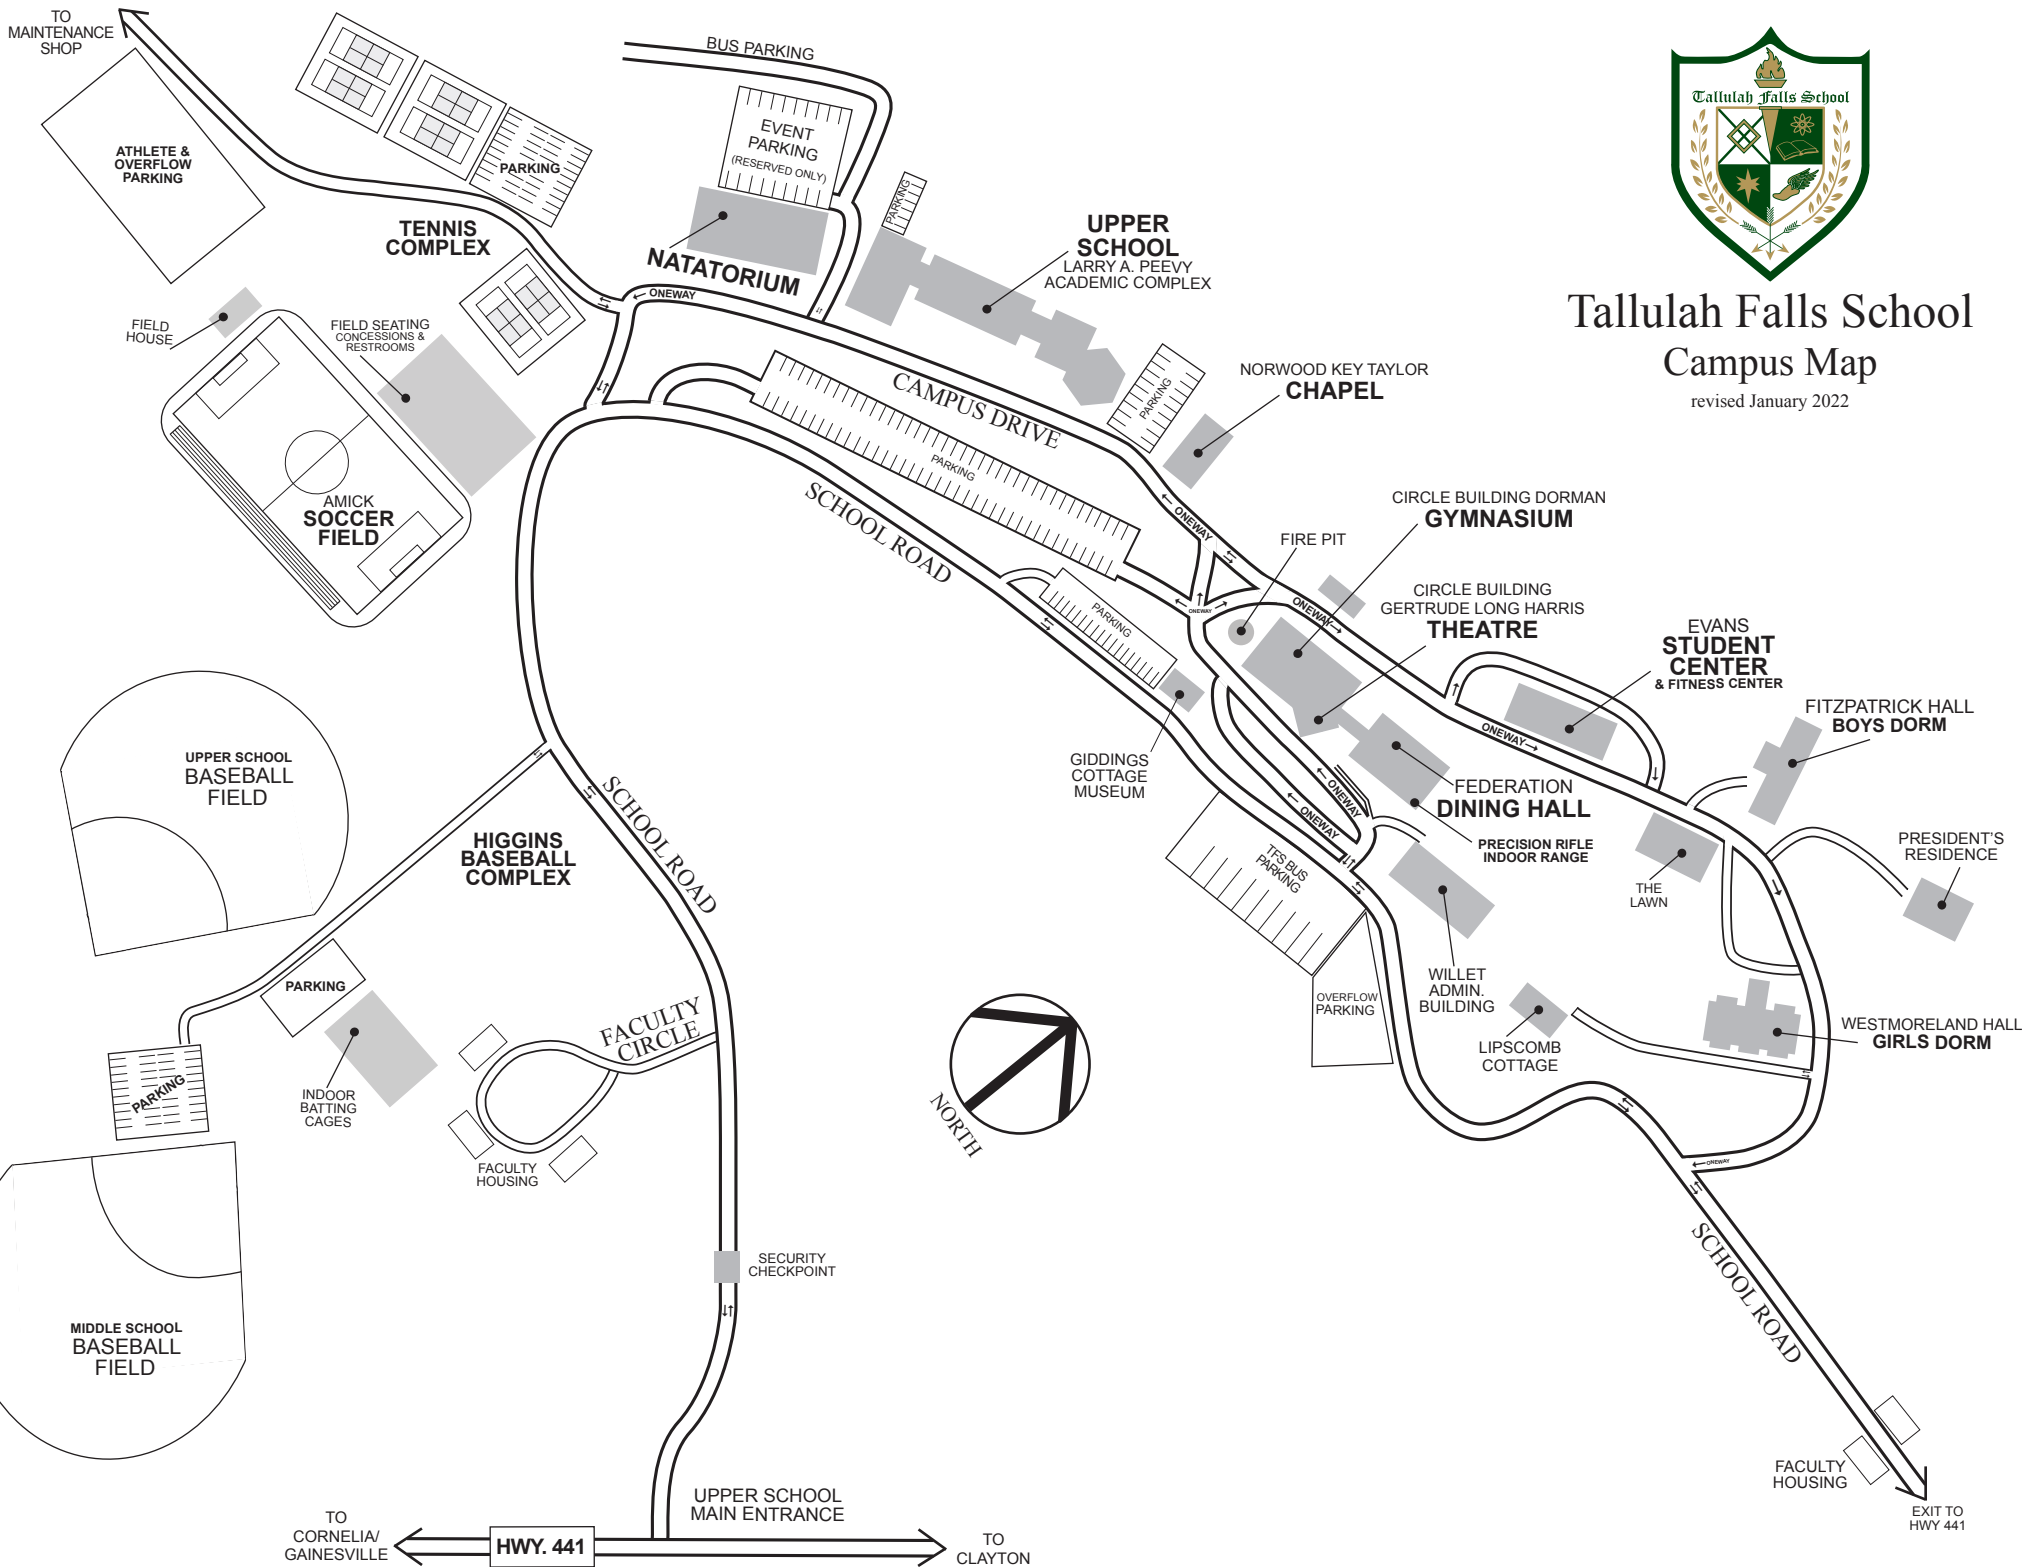 TO
MAINTENANCE
SHOP
BUS PARKING
Tallulah Falls School
ATHLETE &
OVERFLOW
PARKING
PARKING
EVENT
PARKING
(RESERVED ONLY)
PARKING
TENNIS
COMPLEX
NATATORIUM
UPPER
SCHOOL
LARRY A. PEEVY
ACADEMIC COMPLEX
Tallulah Falls School
Campus Map
revised January 2022
ONEWAY
FIELD
HOUSE
FIELD SEATING
CONCESSIONS &
RESTROOMS
CAMPUS DRIVE
PARKING
PARKING
NORWOOD KEY TAYLOR
CHAPEL
SCHOOL ROAD
AMICK
SOCCER
FIELD
ONEWAY
CIRCLE BUILDING DORMAN
GYMNASIUM
FIRE PIT
CIRCLE BUILDING
GERTRUDE LONG HARRIS
THEATRE
ONEWAY
ONEWAY
PARKING
EVANS
STUDENT
CENTER
& FITNESS CENTER
FITZPATRICK HALL
BOYS DORM
ONEWAY
GIDDINGS
COTTAGE
MUSEUM
FEDERATION
DINING HALL
ONEWAY
ONEWAY
PRECISION RIFLE
INDOOR RANGE
PRESIDENT'S
RESIDENCE
THE
LAWN
TFS BUS
PARKING
UPPER SCHOOL
BASEBALL
FIELD
SCHOOL ROAD
HIGGINS
BASEBALL
COMPLEX
WILLET
ADMIN.
BUILDING
OVERFLOW
PARKING
LIPSCOMB
COTTAGE
WESTMORELAND HALL
GIRLS DORM
PARKING
FACULTY
CIRCLE
PARKING
INDOOR
BATTING
CAGES
NORTH
FACULTY
HOUSING
ONEWAY
SECURITY
CHECKPOINT
SCHOOL ROAD
MIDDLE SCHOOL
BASEBALL
FIELD
FACULTY
HOUSING
EXIT TO
HWY 441
UPPER SCHOOL
MAIN ENTRANCE
TO
CORNELIA/
GAINESVILLE
HWY. 441
TO
CLAYTON